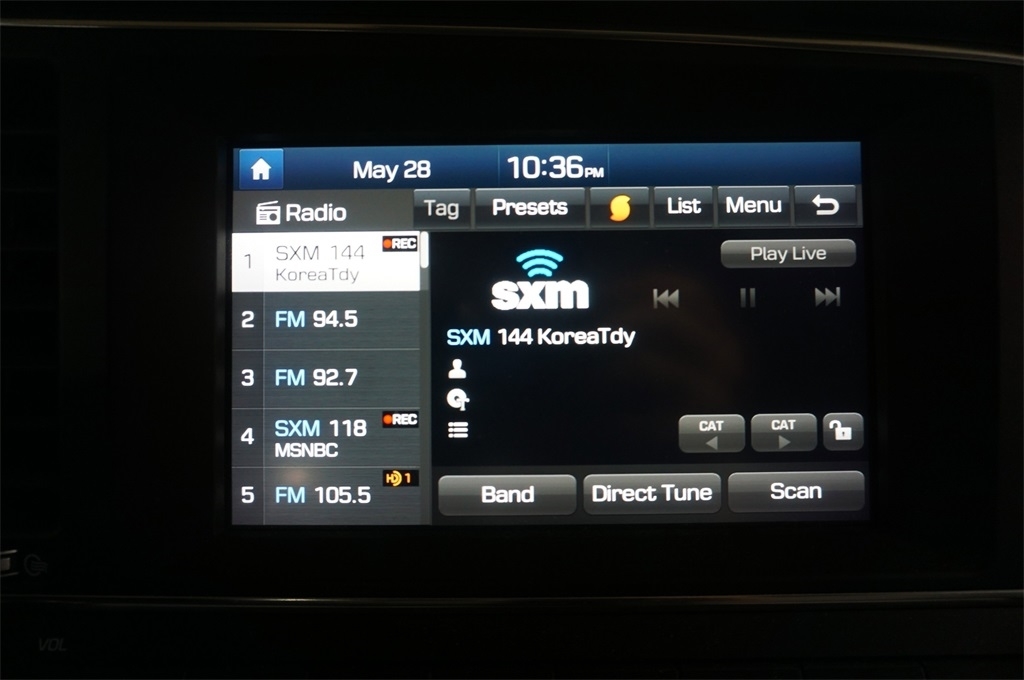 May 28
10:36PM
Radio
Tag
Presets
List
Menu
1
SXM 144
REC
KoreaTdy
2 FM 94.5
3 FM 92.7
4
SXM 118
REC
MSNBC
5 FM 105.5
HD 1
sxm
Play Live
SXM 144 KoreaTdy
CAT
CAT
Band
Direct Tune
Scan
VOL